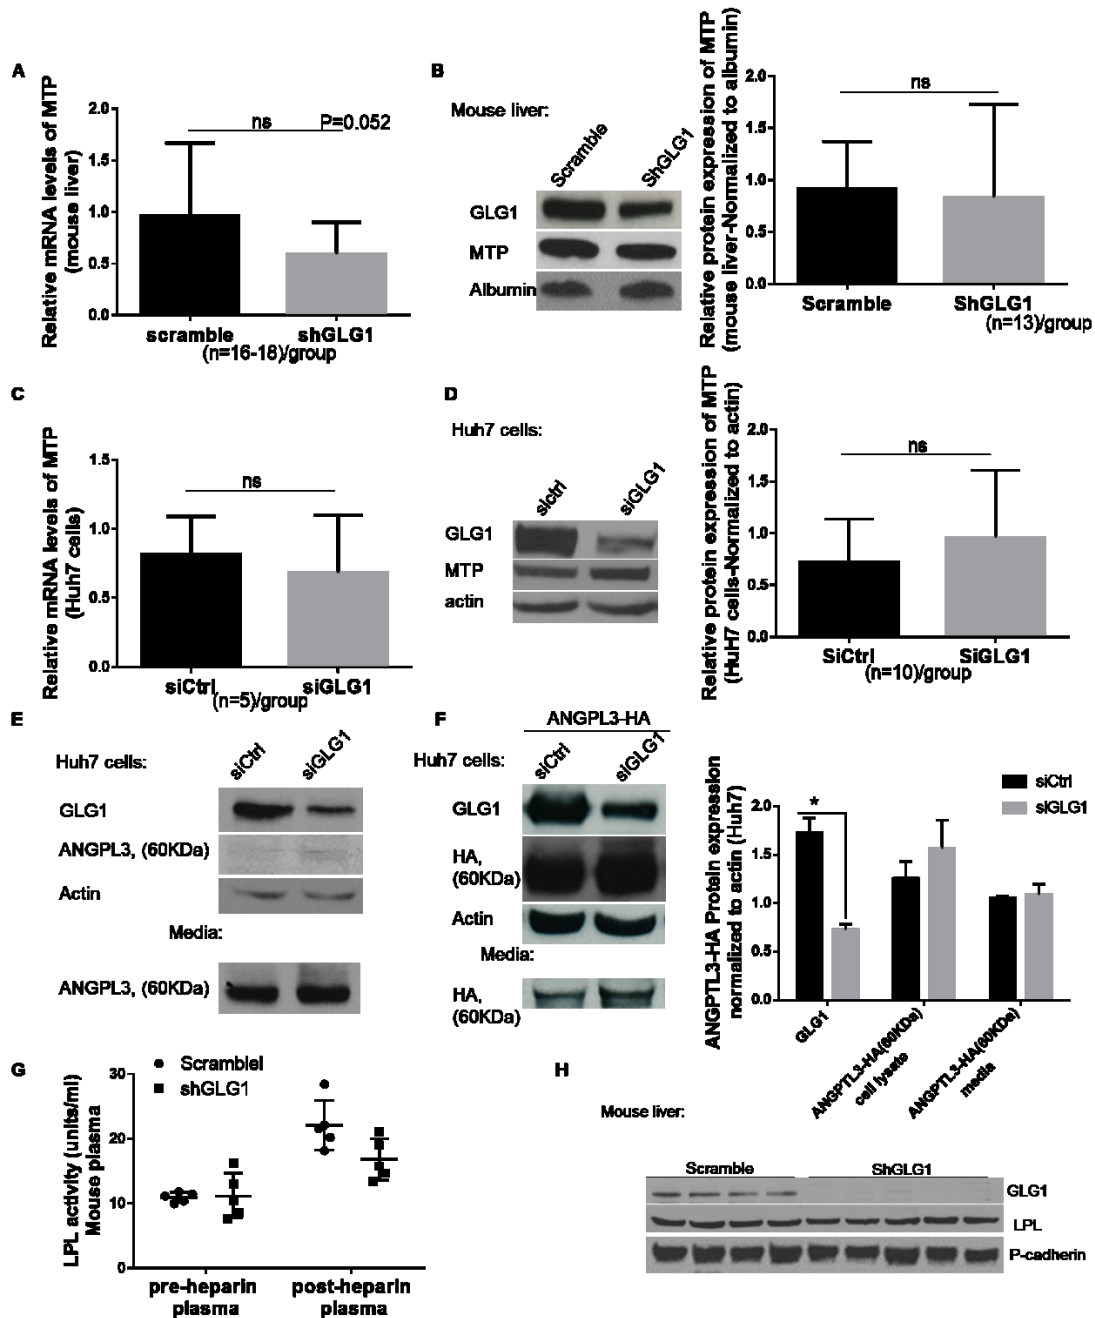 A
Relative mRNA levels of MTP
(mouse liver)
2.0
1.5
1.0
0.5
0.0
ns
P=0.052
scramble
shGLG1
(n=16-18)/group
B
Mouse liver:
Scramble
ShGLG1
GLG1
MTP
Albumin
Relative protein expression of MTP
(mouse liver-Normalized to albumin)
2.0
1.5
1.0
0.5
0.0
ns
Scramble
ShGLG1
(n=13)/group
C
Relative mRNA levels of MTP
(Huh7 cells)
1.5
1.0
0.5
0.0
ns
siCtrl
siGLG1
(n=5)/group
D
Huh7 cells:
siCtrl
siGLG1
GLG1
MTP
actin
Relative protein expression of MTP
(HuH7 cells-Normalized to actin)
2.0
1.5
1.0
0.5
0.0
ns
SiCtrl
SiGLG1
(n=10)/group
E
Huh7 cells:
siCtrl
siGLG1
GLG1
ANGPL3, (60KDa)
Actin
Media:
ANGPL3, (60KDa)
F
ANGPL3-HA
Huh7 cells:
siCtrl
siGLG1
GLG1
HA,
(60KDa)
Actin
Media:
HA,
(60KDa)
ANGPTL3-HA Protein expression
normalized to actin (Huh7)
2.0
1.5
1.0
0.5
0.0
*
siCtrl
siGLG1
GLG1
ANGPTL3-HA(60KDa)
cell lysate
ANGPTL3-HA(60KDa)
media
G
Scramblel
shGLG1
LPL activity (units/ml)
Mouse plasma
30
20
10
0
pre-heparin
plasma
post-heparin
plasma
H
Mouse liver:
Scramble
ShGLG1
GLG1
LPL
P-cadherin